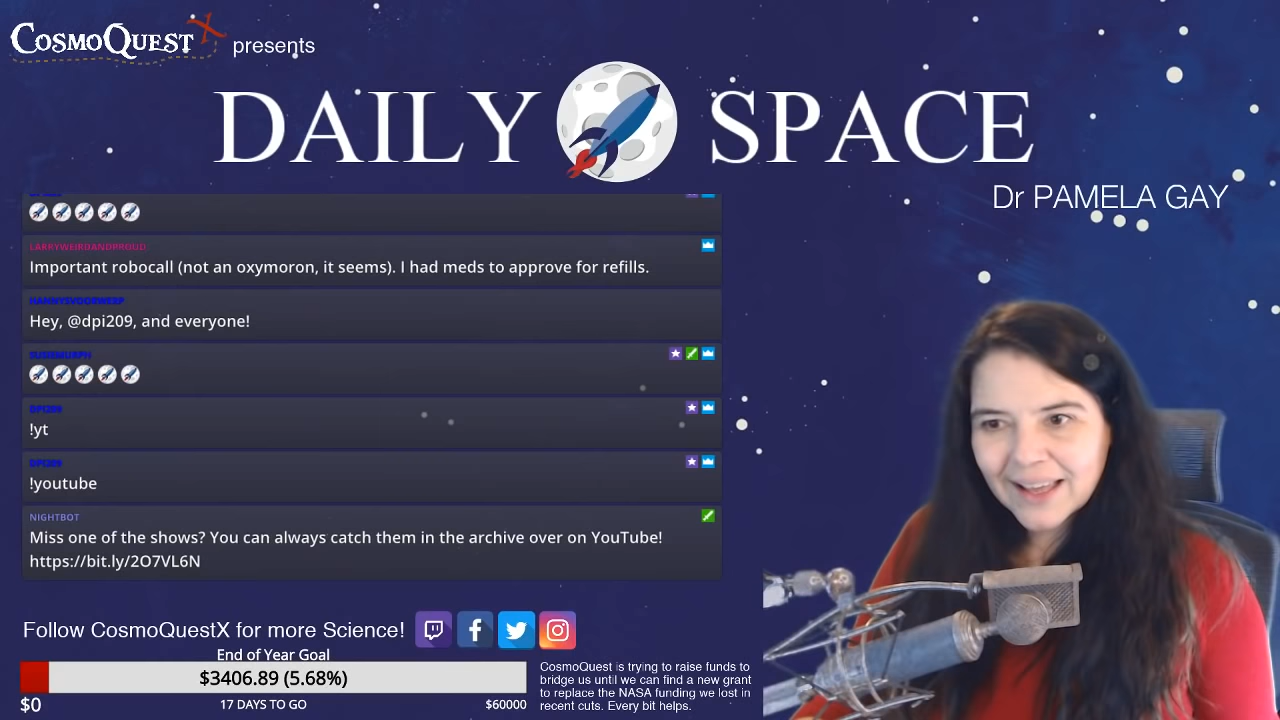 COSMOQUEST X presents
DAILY SPACE
Dr PAMELA GAY
LARRYWEIRDANDPROUD
Important robocall (not an oxymoron, it seems). I had meds to approve for refills.
Hey, @dpi209, and everyone!
SUSIEMURPH
DPI209
!yt
DPI209
!youtube
NIGHTBOT
Miss one of the shows? You can always catch them in the archive over on YouTube!
https://bit.ly/2O7VL6N
Follow CosmoQuestX for more Science!
End of Year Goal
$3406.89 (5.68%)
$0
17 DAYS TO GO
$60000
CosmoQuest is trying to raise funds to
bridge us until we can find a new grant
to replace the NASA funding we lost in
recent cuts. Every bit helps.